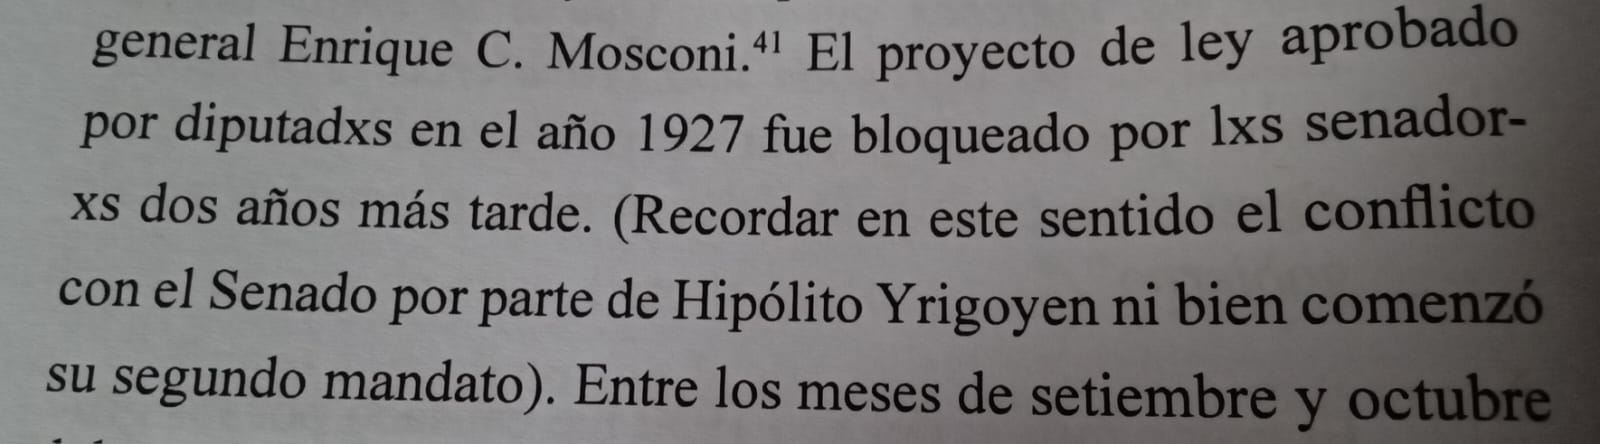 general Enrique C. Mosconi.⁴¹ El proyecto de ley aprobado
por diputadxs en el año 1927 fue bloqueado por lxs senador-
xs dos años más tarde. (Recordar en este sentido el conflicto
con el Senado por parte de Hipólito Yrigoyen ni bien comenzó
su segundo mandato). Entre los meses de setiembre y octubre